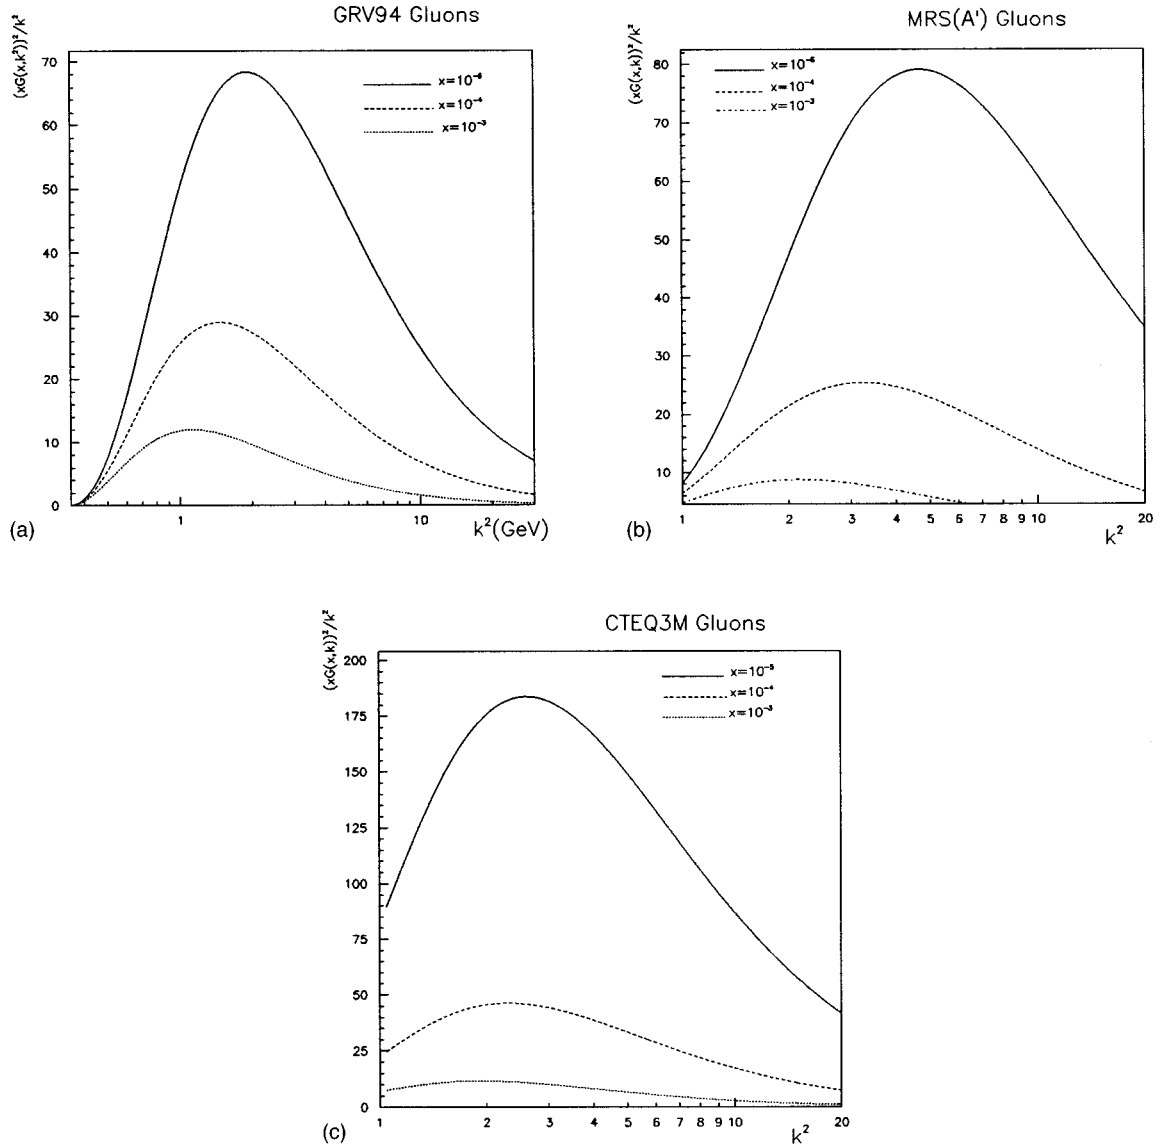 GRV94 Gluons
(xG(x,k²))²/k²
70
60
50
40
30
20
10
0
x=10⁻⁵
x=10⁻⁴
x=10⁻³
1
10
k²(GeV)
(a)
MRS(A') Gluons
(xG(x,k))²/k²
80
70
60
50
40
30
20
10
x=10⁻⁵
x=10⁻⁴
x=10⁻³
1
2
3
4
5
6
7
8
9
10
20
k²
(b)
CTEQ3M Gluons
(xG(x,k))²/k²
200
175
150
125
100
75
50
25
0
x=10⁻⁵
x=10⁻⁴
x=10⁻³
1
2
3
4
5
6
7
8
9
10
20
k²
(c)